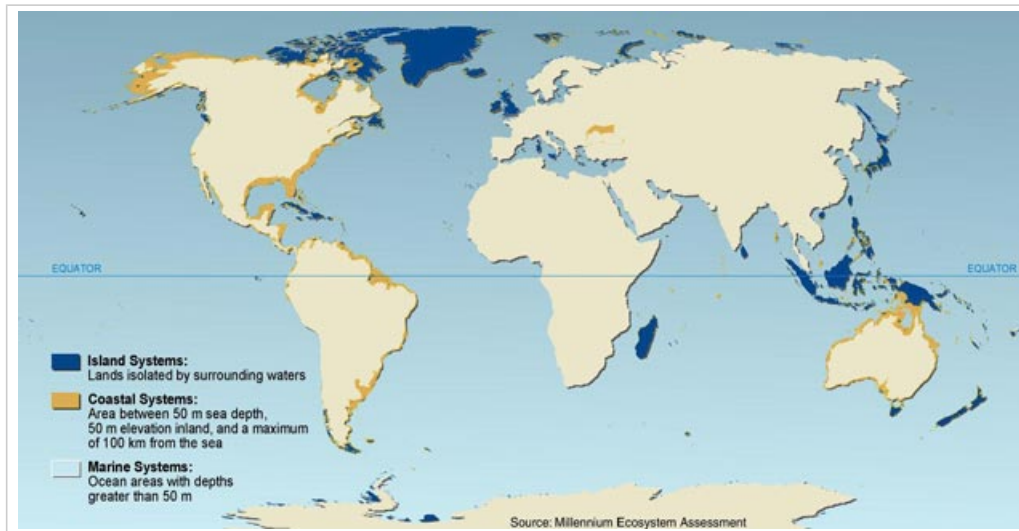 EQUATOR
EQUATOR
Island Systems:
Lands isolated by surrounding waters
Coastal Systems:
Area between 50 m sea depth,
50 m elevation inland, and a maximum
of 100 km from the sea
Marine Systems:
Ocean areas with depths
greater than 50 m
Source: Millennium Ecosystem Assessment